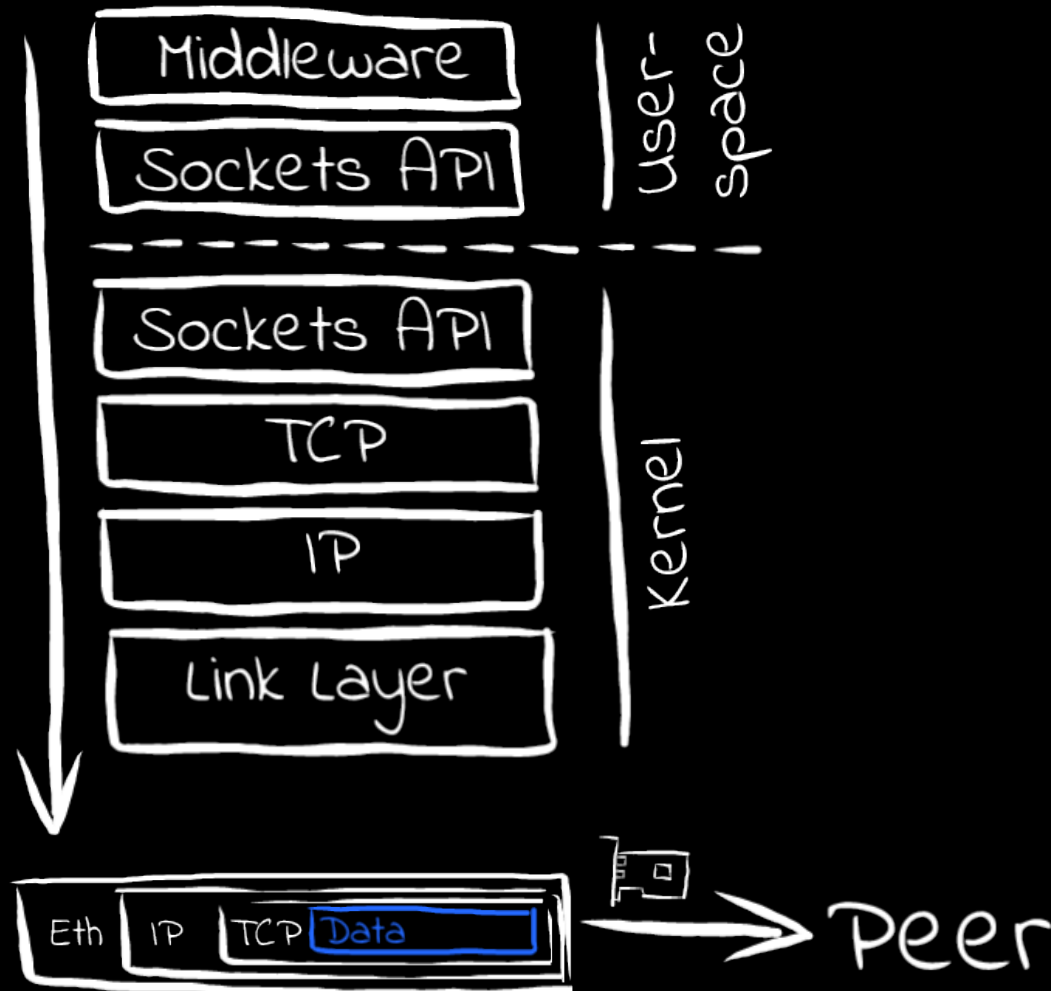 Middleware
Sockets API
user-
space
Sockets API
TCP
IP
Link Layer
Kernel
Eth IP TCP Data
Peer